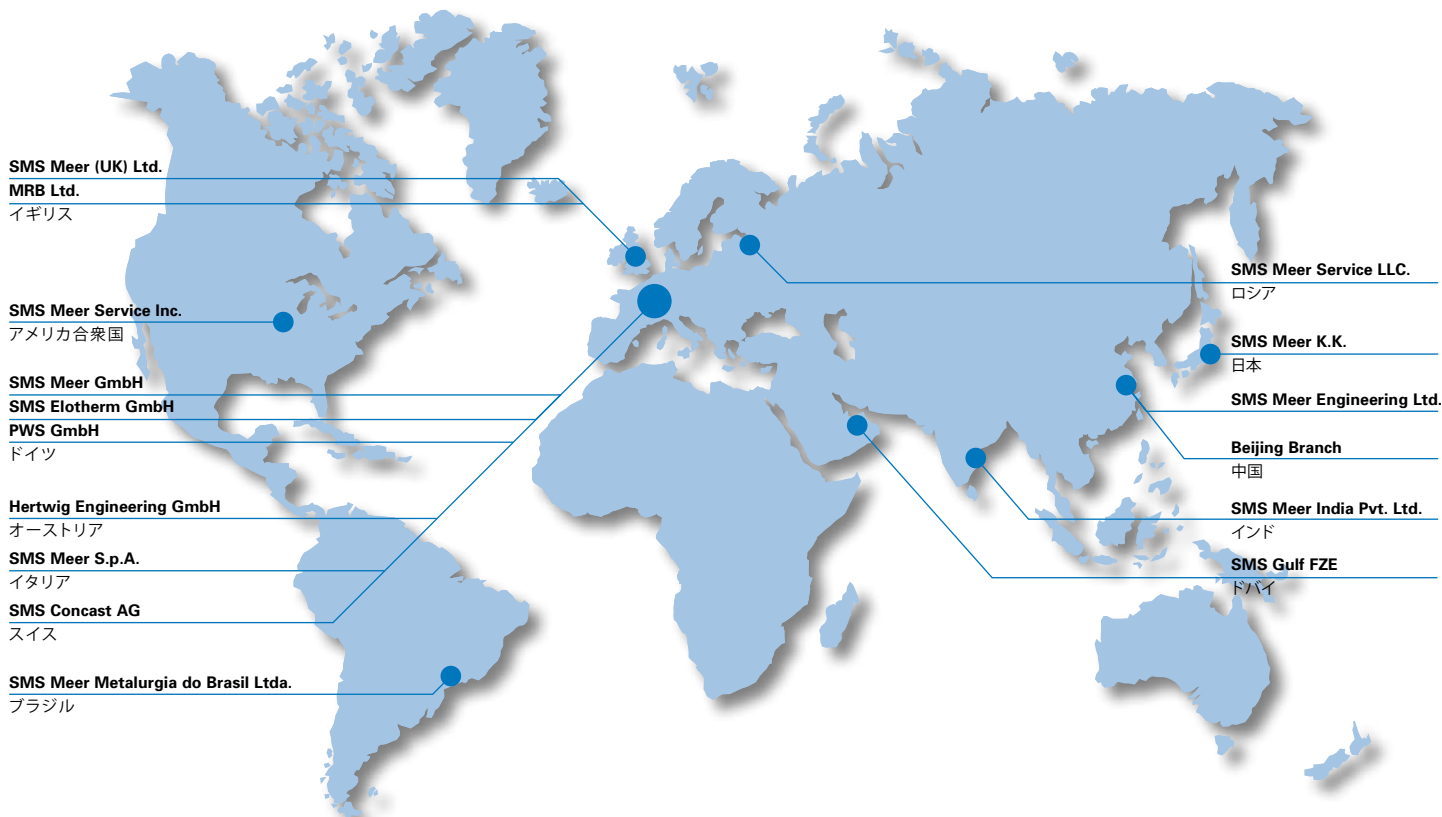 SMS Meer (UK) Ltd.
MRB Ltd.
イギリス
SMS Meer Service Inc.
アメリカ合衆国
SMS Meer GmbH
SMS Elotherm GmbH
PWS GmbH
ドイツ
Hertwig Engineering GmbH
オーストリア
SMS Meer S.p.A.
イタリア
SMS Concast AG
スイス
SMS Meer Metalurgia do Brasil Ltda.
ブラジル
SMS Meer Service LLC.
ロシア
SMS Meer K.K.
日本
SMS Meer Engineering Ltd.
Beijing Branch
中国
SMS Meer India Pvt. Ltd.
インド
SMS Gulf FZE
ドバイ